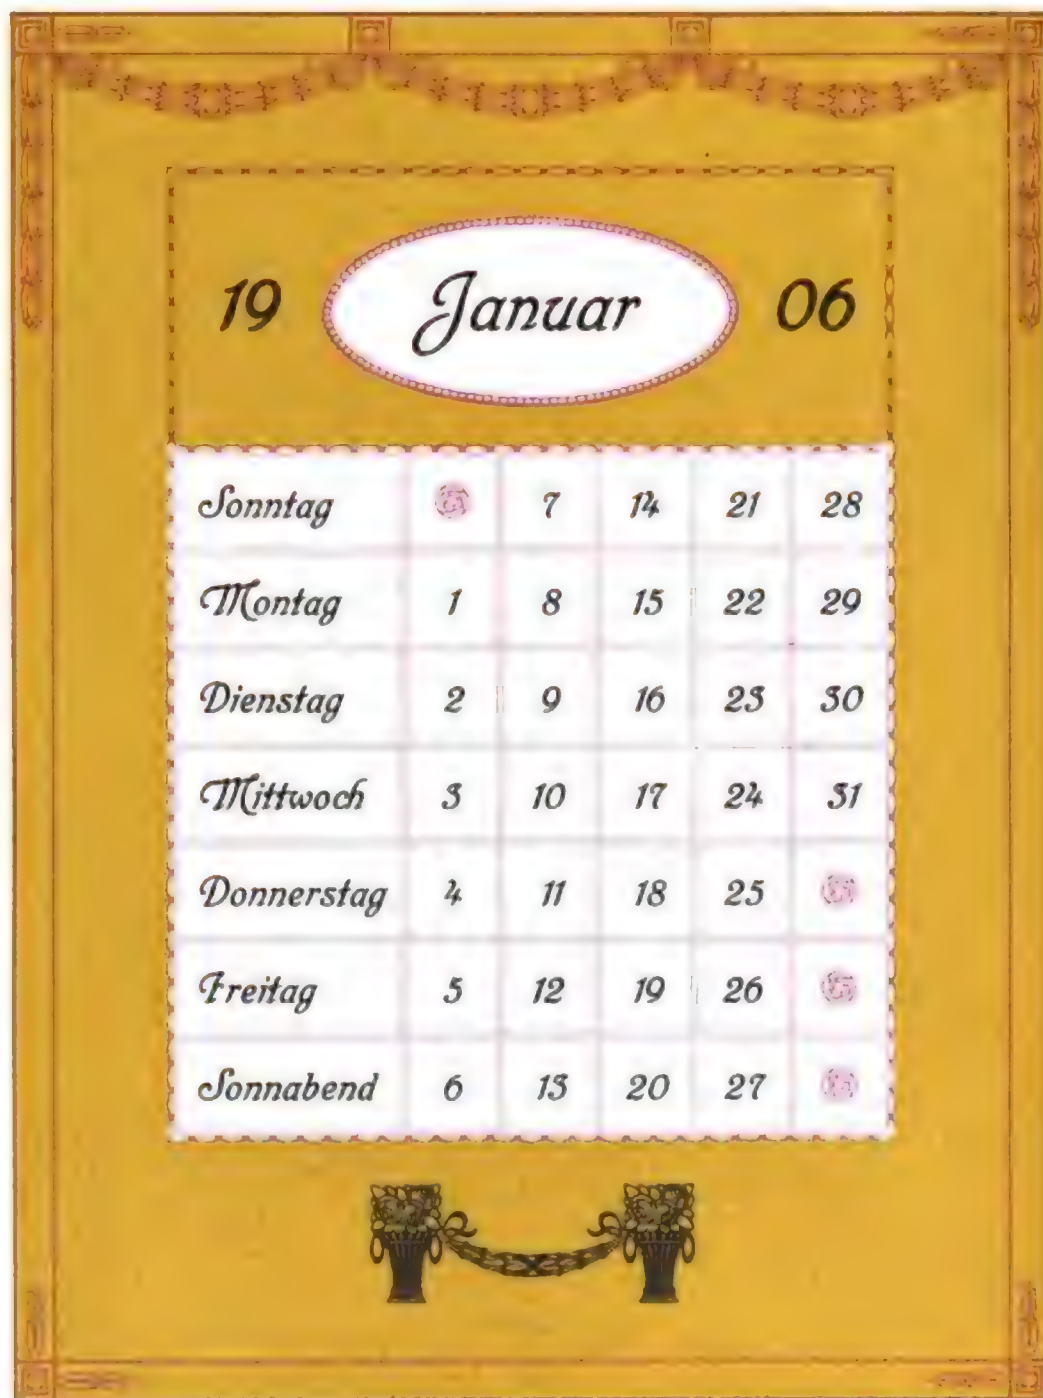 19 Januar 06
Sonntag 7 14 21 28
Montag 1 8 15 22 29
Dienstag 2 9 16 23 30
Mittwoch 3 10 17 24 31
Donnerstag 4 11 18 25
Freitag 5 12 19 26
Sonnabend 6 13 20 27